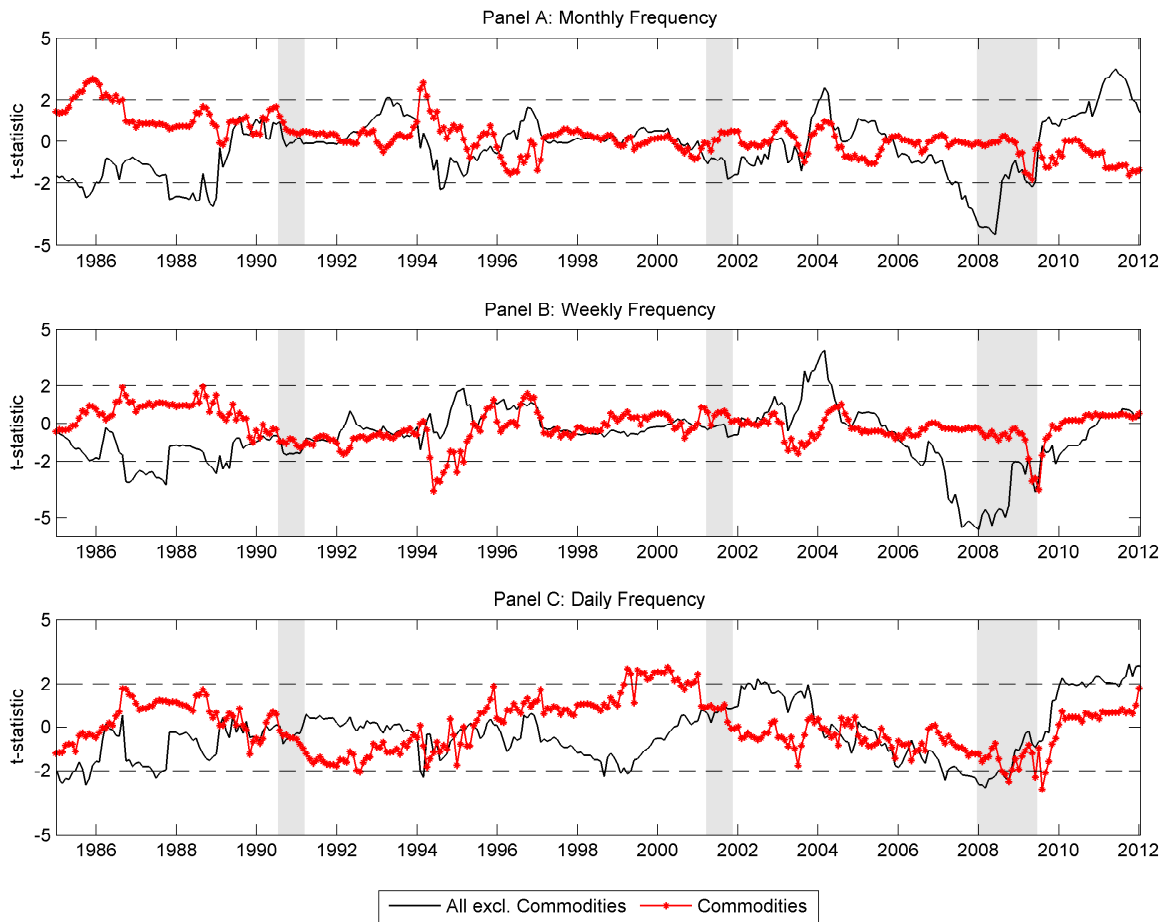 Panel A: Monthly Frequency
5
2
0
-2
-5
t-statistic
1986 1988 1990 1992 1994 1996 1998 2000 2002 2004 2006 2008 2010 2012
Panel B: Weekly Frequency
5
2
0
-2
-5
t-statistic
1986 1988 1990 1992 1994 1996 1998 2000 2002 2004 2006 2008 2010 2012
Panel C: Daily Frequency
5
2
0
-2
-5
t-statistic
1986 1988 1990 1992 1994 1996 1998 2000 2002 2004 2006 2008 2010 2012
All excl. Commodities Commodities